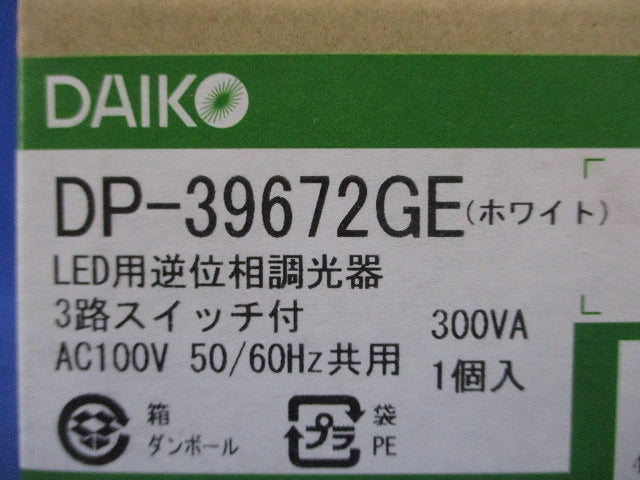 DAIKO
DP-39672GE(ホワイト)
LED用逆位相調光器
3路スイッチ付 300VA
AC100V 50/60Hz共用 1個入
箱
ダンボール
プラ
袋
PE